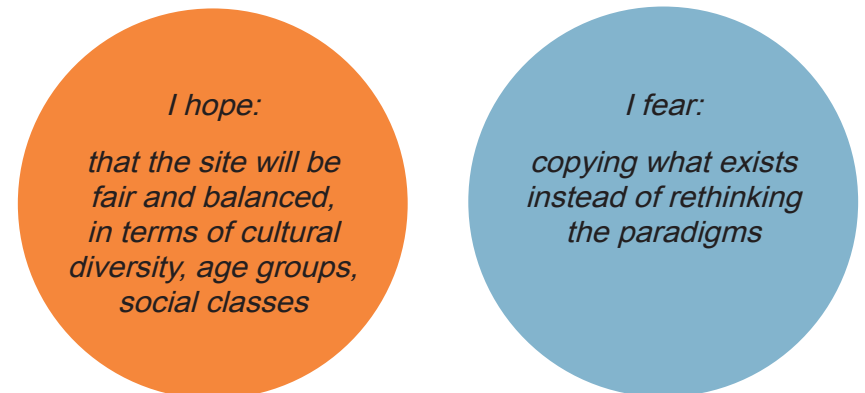 I hope:
that the site will be
fair and balanced,
in terms of cultural
diversity, age groups,
social classes
I fear:
copying what exists
instead of rethinking
the paradigms